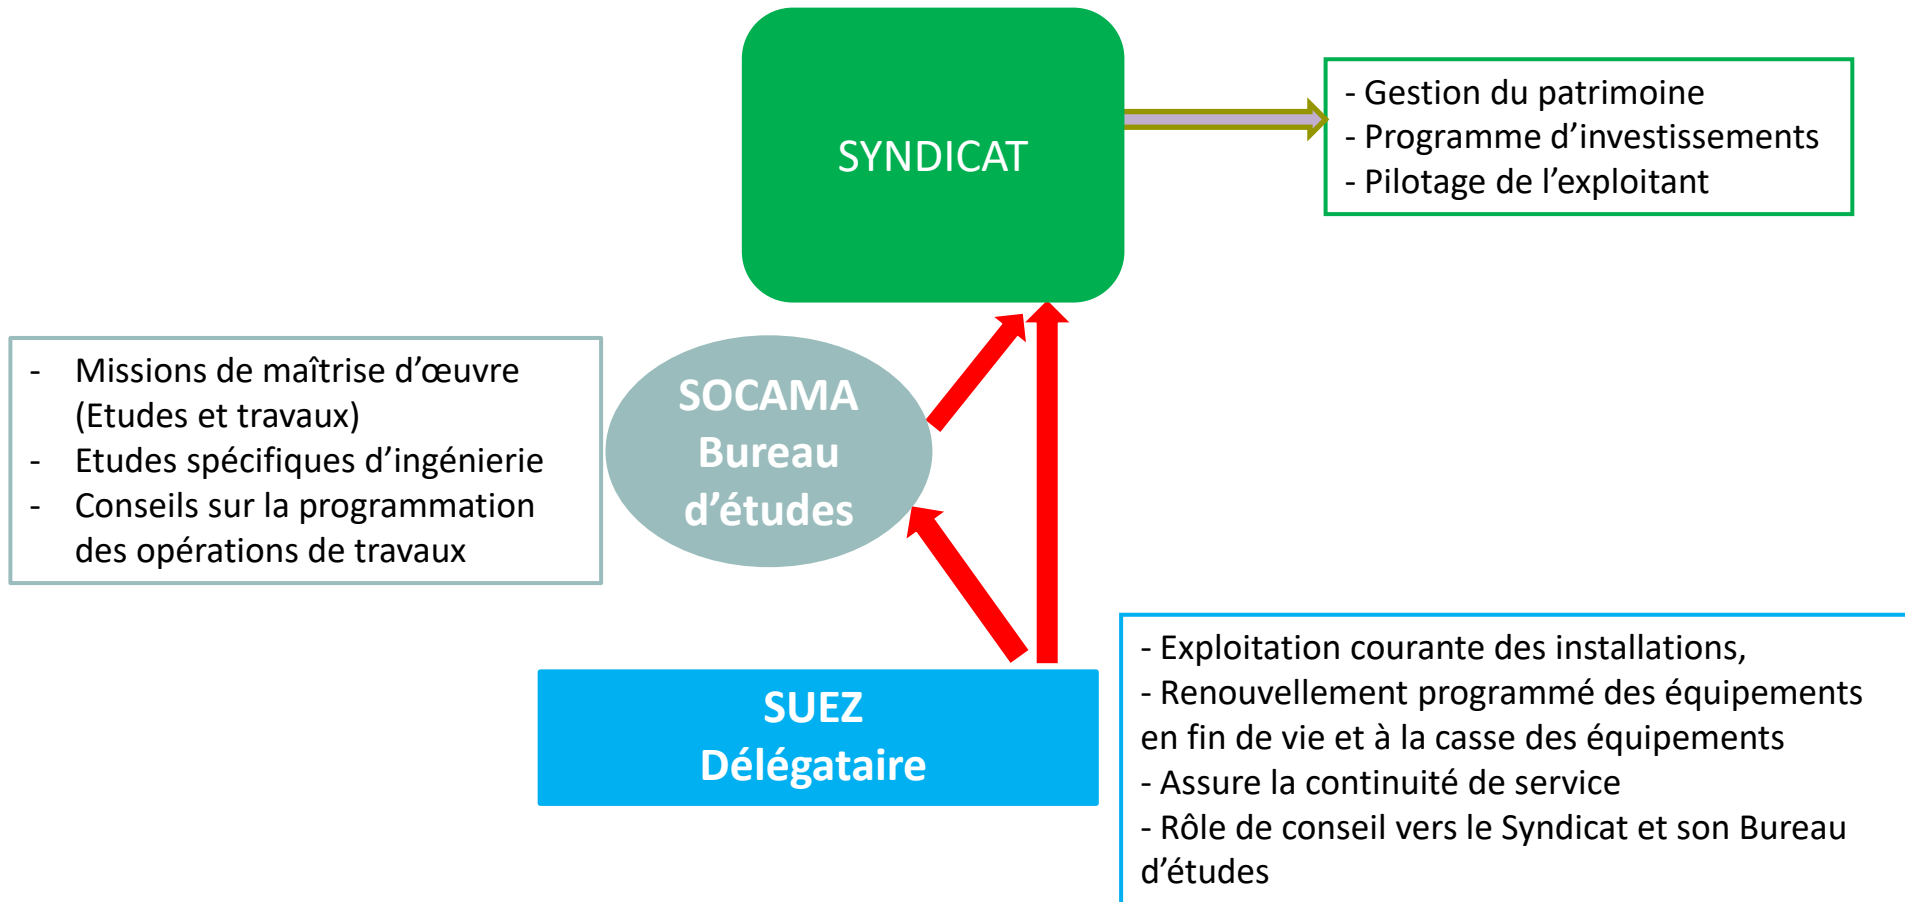 SYNDICAT
- Gestion du patrimoine
- Programme d’investissements
- Pilotage de l’exploitant
- Missions de maîtrise d’œuvre
(Etudes et travaux)
- Etudes spécifiques d’ingénierie
- Conseils sur la programmation
des opérations de travaux
SOCAMA
Bureau
d’études
SUEZ
Délégataire
- Exploitation courante des installations,
- Renouvellement programmé des équipements
en fin de vie et à la casse des équipements
- Assure la continuité de service
- Rôle de conseil vers le Syndicat et son Bureau
d’études